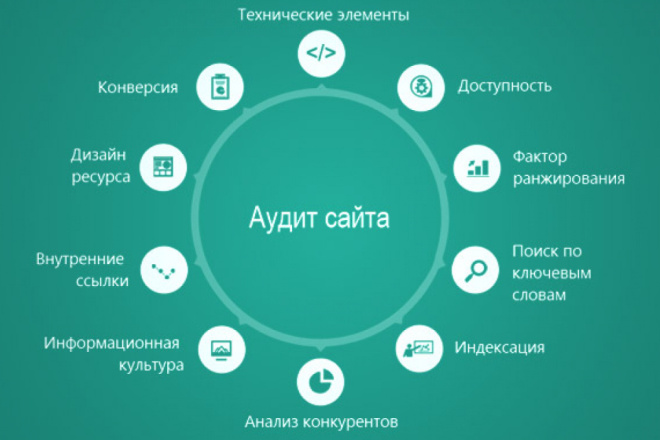 Технические элементы
</>
Конверсия
Доступность
Дизайн
ресурса
Фактор
ранжирования
Аудит сайта
Внутренние
ссылки
Поиск по
ключевым
словам
Информационная
культура
Индексация
Анализ конкурентов